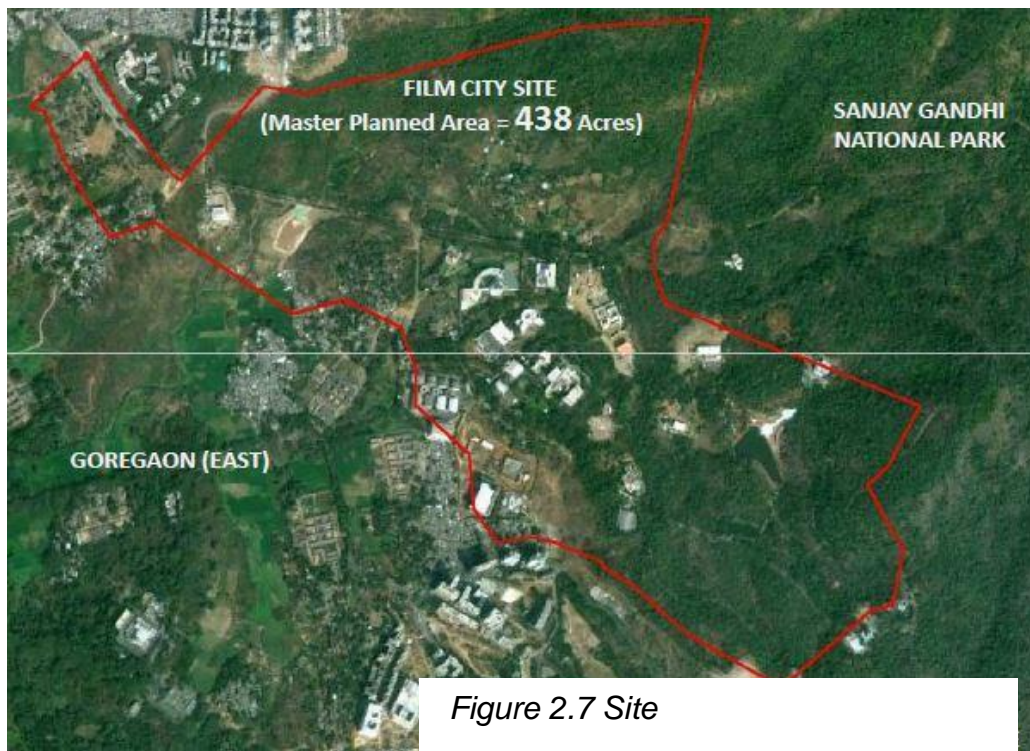 FILM CITY SITE
(Master Planned Area = 438 Acres)
SANJAY GANDHI
NATIONAL PARK
GOREGAON (EAST)
Figure 2.7 Site